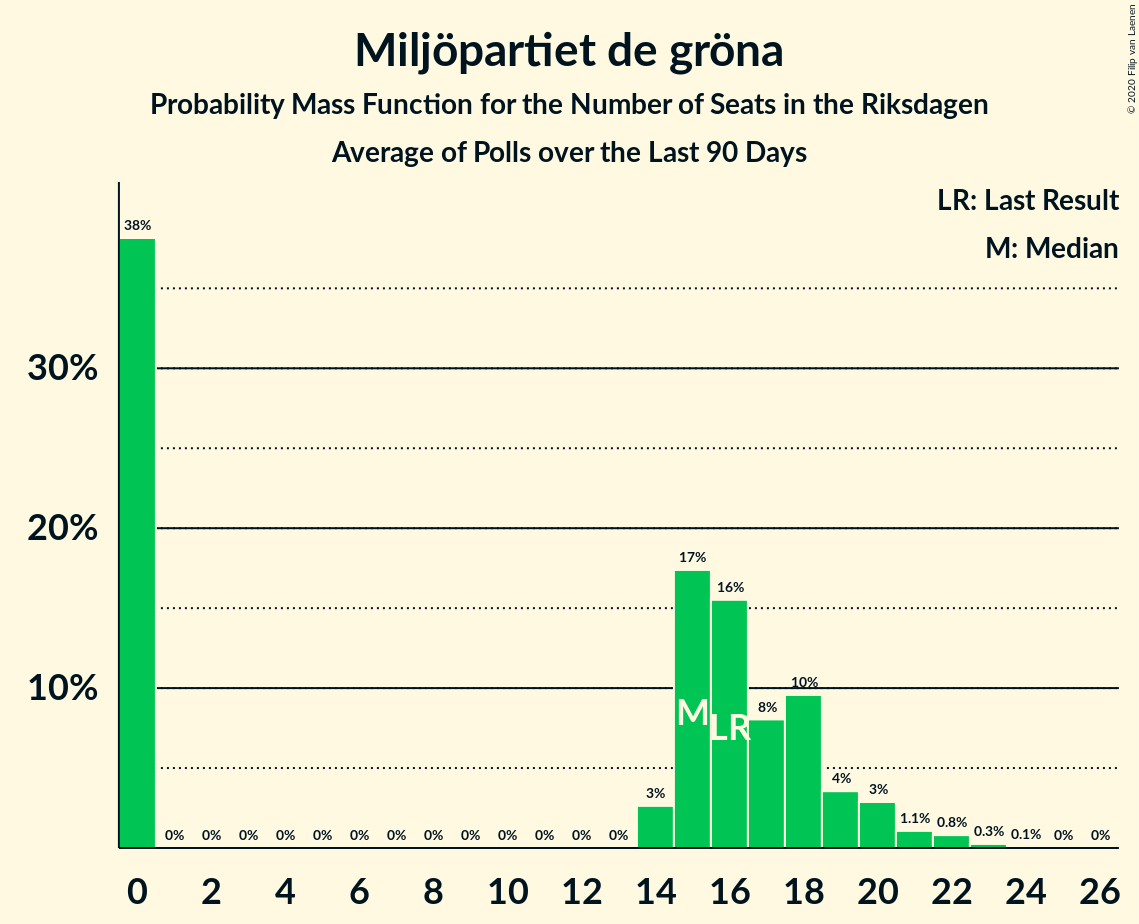 Miljöpartiet de gröna
Probability Mass Function for the Number of Seats in the Riksdagen
Average of Polls over the Last 90 Days
© 2020 Filip van Laenen
LR: Last Result
M: Median
30%
20%
10%
38%
0% 0% 0% 0% 0% 0% 0% 0% 0% 0% 0% 0% 0% 3% 17% 16% 8% 10% 4% 3% 1.1% 0.8% 0.3% 0.1% 0% 0%
M LR
0 2 4 6 8 10 12 14 16 18 20 22 24 26